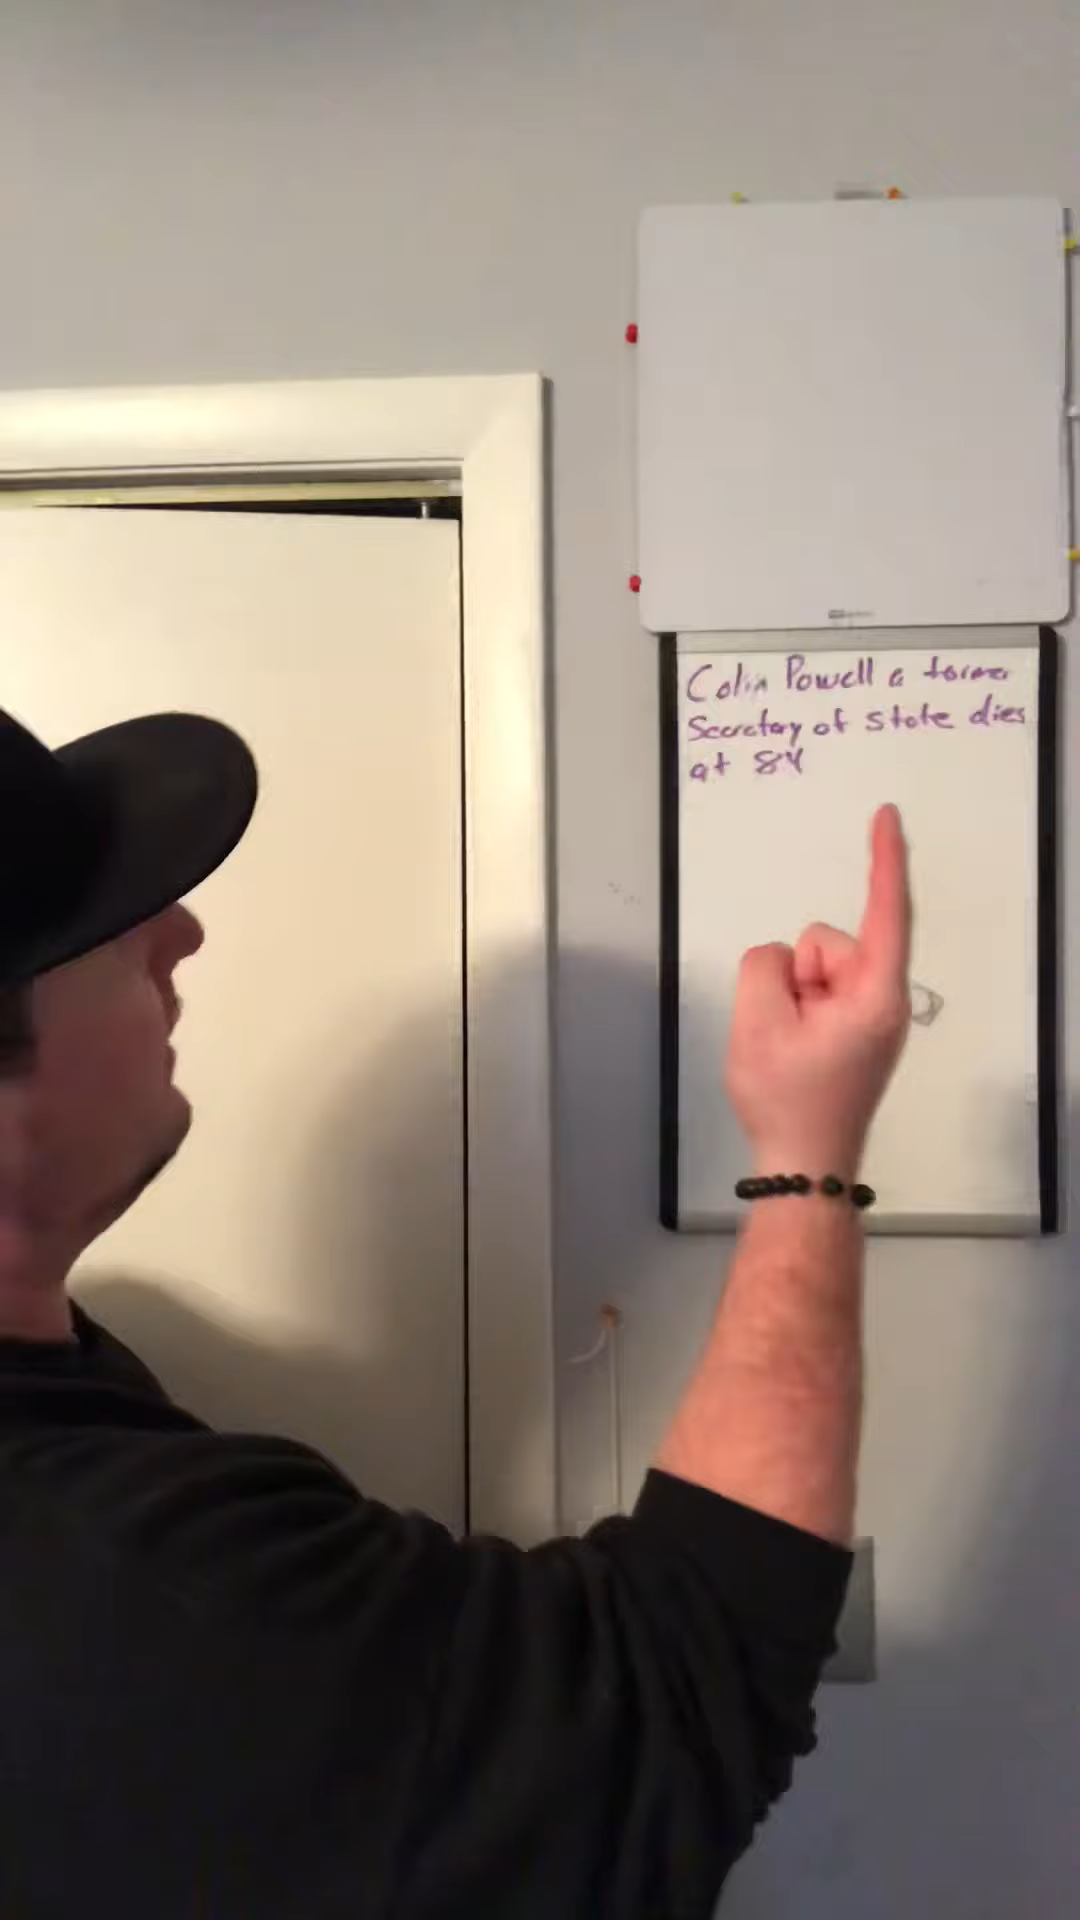 Colin Powell a former
Secretary of state dies
at 84